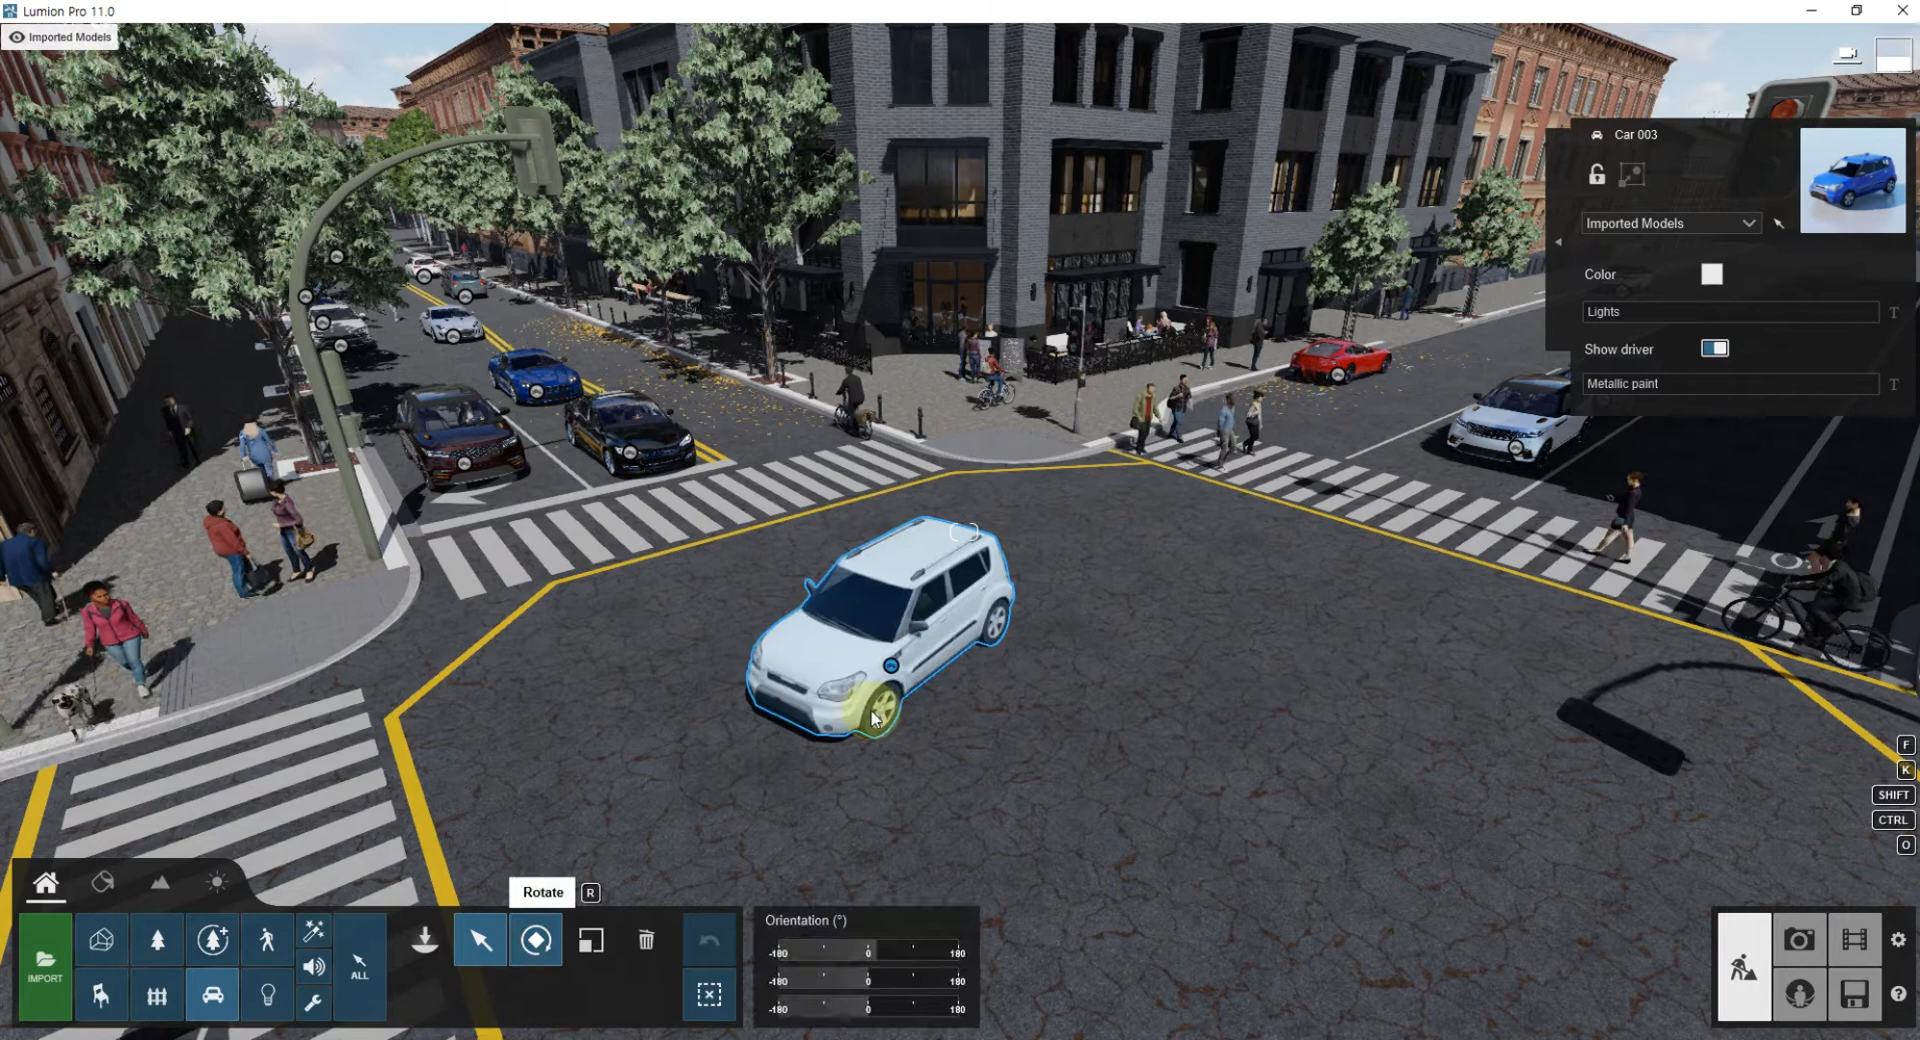 Lumion Pro 11.0
Imported Models
Car 003
Imported Models
Color
Lights
T
Show driver
Metallic paint
T
F
K
SHIFT
CTRL
O
Rotate
R
IMPORT
ALL
Orientation (°)
-180 0 180
-180 0 180
-180 0 180
?